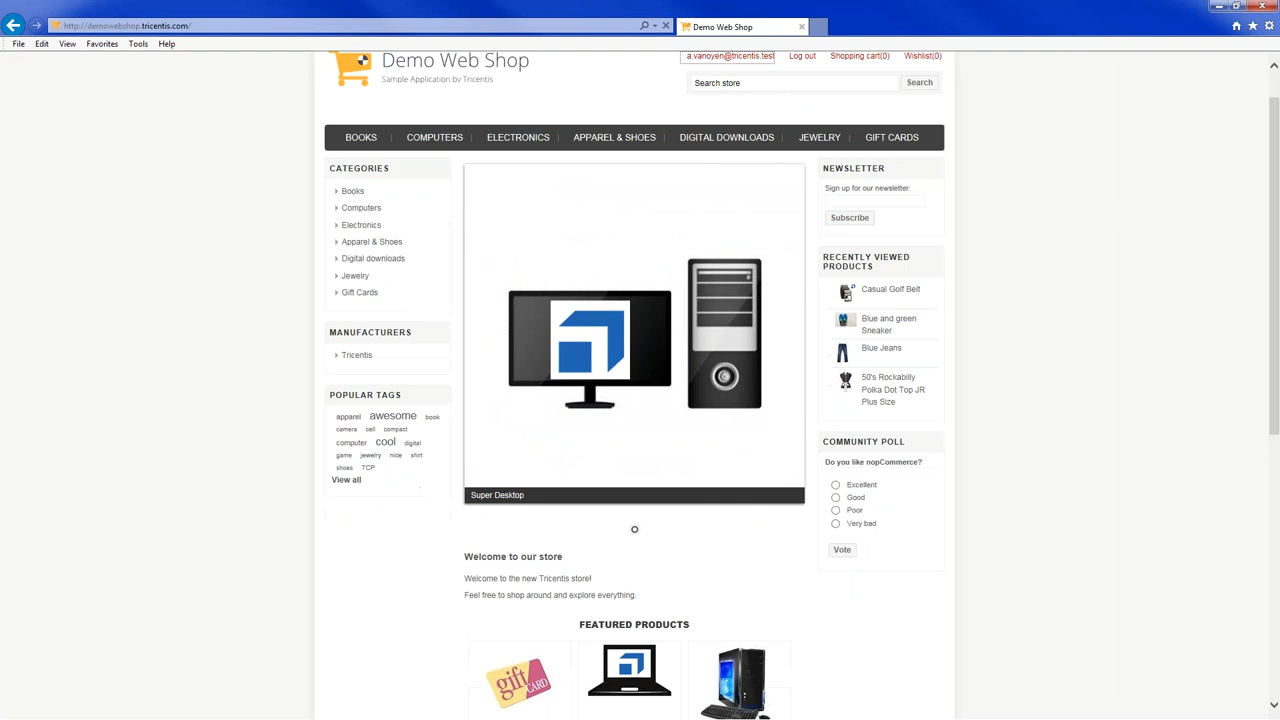 http://demowebshop.tricentis.com/
Demo Web Shop
File Edit View Favorites Tools Help
Demo Web Shop
Sample Application by Tricentis
a.vanoyen@tricentis.test Log out Shopping cart(0) Wishlist(0)
Search store Search
BOOKS COMPUTERS ELECTRONICS APPAREL & SHOES DIGITAL DOWNLOADS JEWELRY GIFT CARDS
CATEGORIES
Books
Computers
Electronics
Apparel & Shoes
Digital downloads
Jewelry
Gift Cards
MANUFACTURERS
Tricentis
POPULAR TAGS
apparel awesome book
camera cell compact
computer cool digital
game jewelry nice shirt
shoes TCP
View all
Super Desktop
Welcome to our store
Welcome to the new Tricentis store!
Feel free to shop around and explore everything.
FEATURED PRODUCTS
gift
CARD
NEWSLETTER
Sign up for our newsletter:
Subscribe
RECENTLY VIEWED
PRODUCTS
Casual Golf Belt
Blue and green
Sneaker
Blue Jeans
50's Rockabilly
Polka Dot Top JR
Plus Size
COMMUNITY POLL
Do you like nopCommerce?
Excellent
Good
Poor
Very bad
Vote